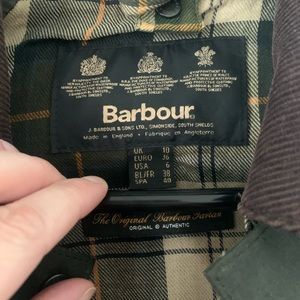 Barbour
J. BARBOUR & SONS LTD., SIMONSIDE, SOUTH SHIELDS
Made in England • Fabriqué en Angleterre
UK 10
EURO 36
USA 6
BL/FR 38
SPA 40
The Original Barbour Tartan
ORIGINAL & AUTHENTIC